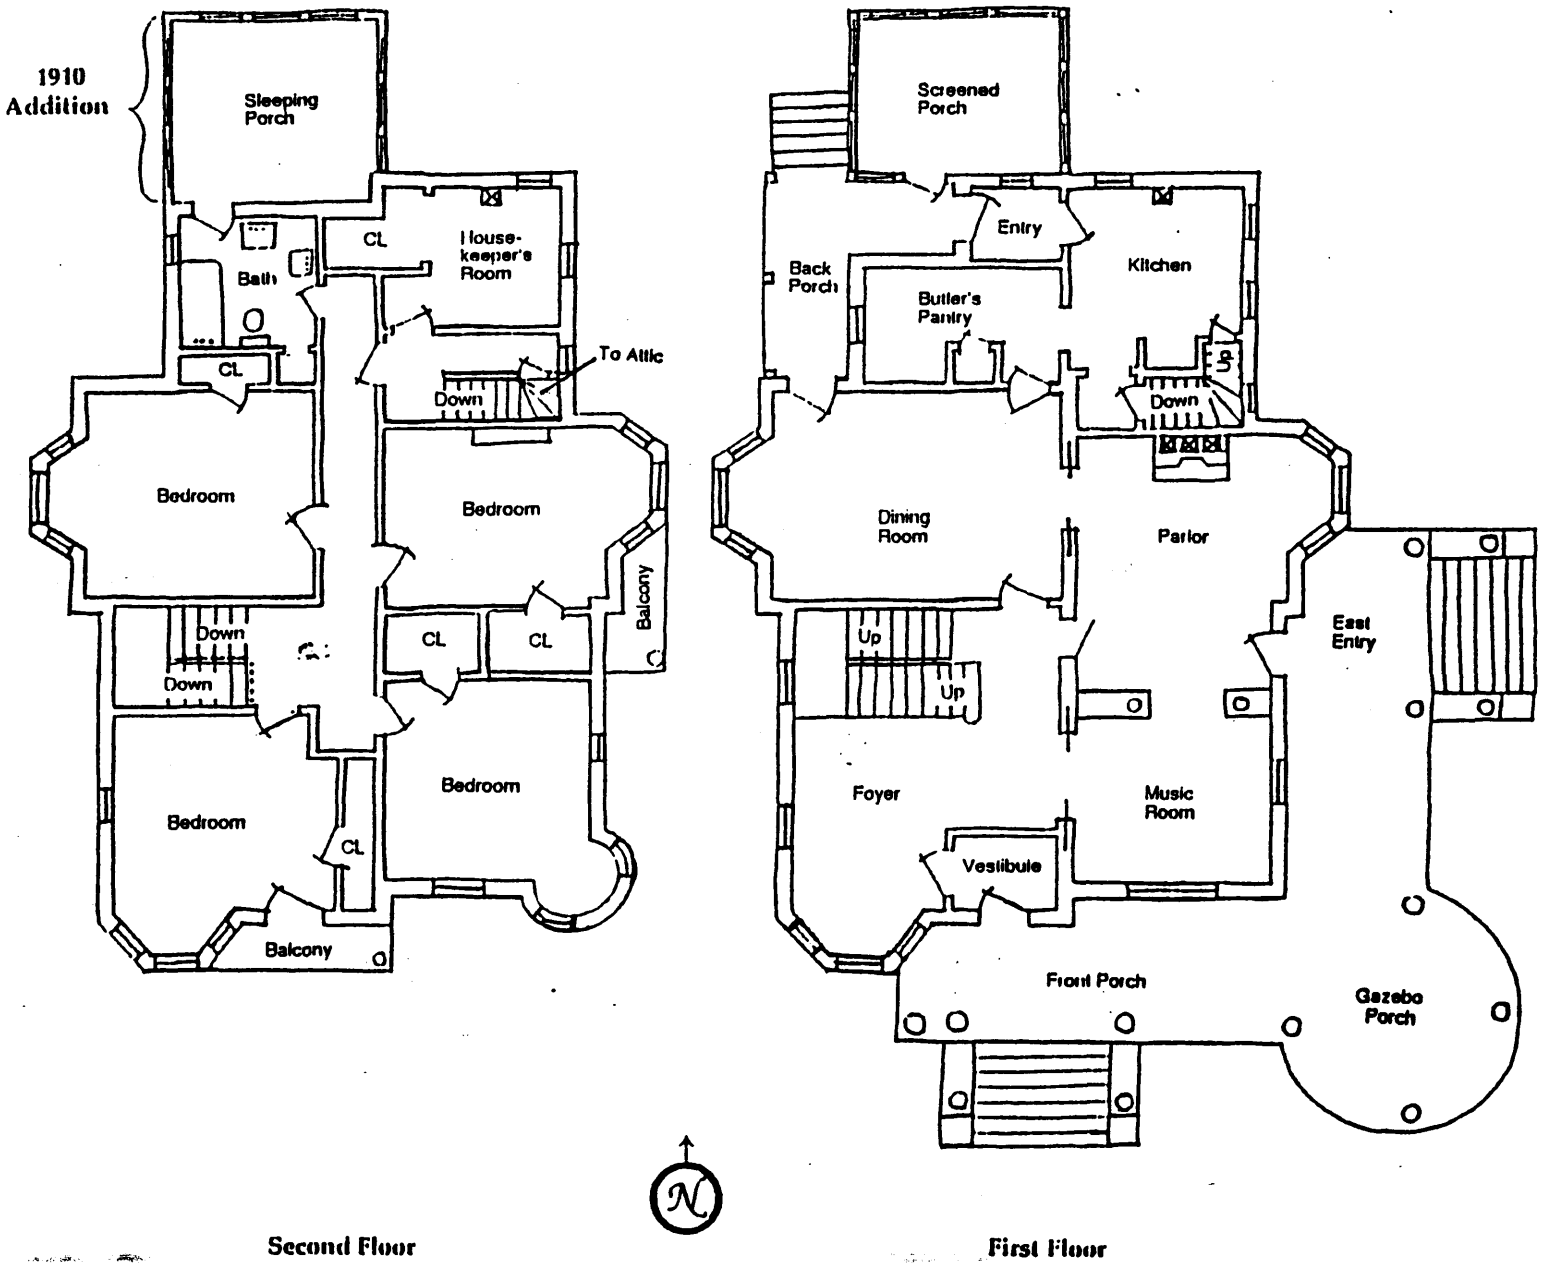 1910
Addition
Sleeping
Porch
CL
House-
keeper's
Room
Bath
CL
To Attic
Down
Bedroom
Bedroom
Balcony
Down
Down
CL
CL
Bedroom
Bedroom
CL
Balcony
Second Floor
Screened
Porch
Entry
Kitchen
Back
Porch
Butler's
Pantry
Up
Down
Dining
Room
Parlor
East
Entry
Up
Up
Foyer
Music
Room
Vestibule
Front Porch
Gazebo
Porch
N
First Floor